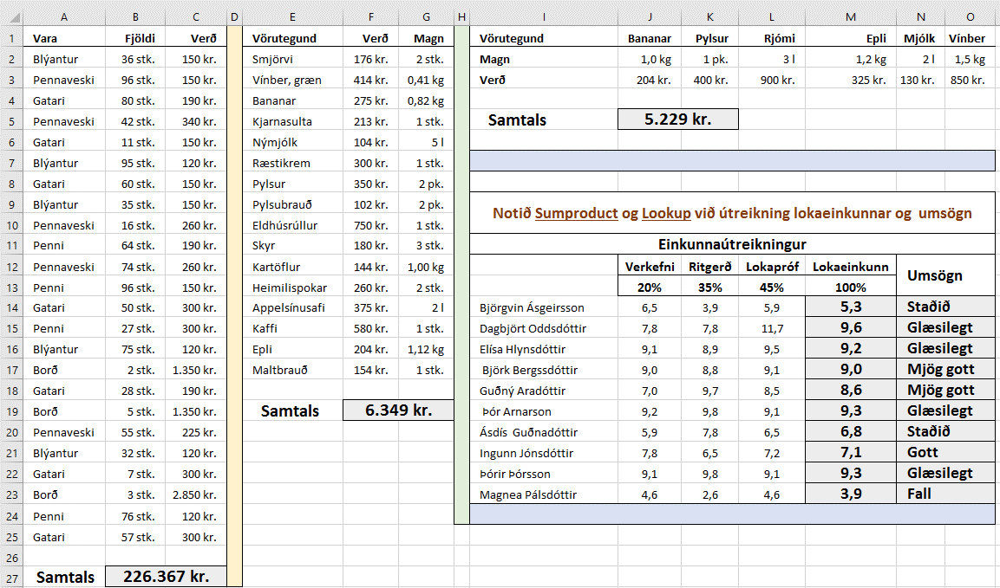 A B C D E F G H I J K L M N O
1 Vara Fjöldi Verð Vörutegund Verð Magn Vörutegund Bananar Pylsur Rjómi Epli Mjólk Vínber
2 Blýantur 36 stk. 150 kr. Smjörvi 176 kr. 2 stk. Magn 1,0 kg 1 pk. 3 l 1,2 kg 2 l 1,5 kg
3 Pennaveski 96 stk. 150 kr. Vínber, græn 414 kr. 0,41 kg Verð 204 kr. 400 kr. 900 kr. 325 kr. 130 kr. 850 kr.
4 Gatari 80 stk. 190 kr. Bananar 275 kr. 0,82 kg
5 Pennaveski 42 stk. 340 kr. Kjarnasulta 213 kr. 1 stk. Samtals 5.229 kr.
6 Gatari 11 stk. 150 kr. Nýmjólk 104 kr. 5 l
7 Blýantur 95 stk. 120 kr. Ræstikrem 300 kr. 1 stk.
8 Gatari 60 stk. 150 kr. Pylsur 350 kr. 2 pk.
9 Blýantur 35 stk. 150 kr. Pylsubrauð 102 kr. 2 pk.
Notið Sumproduct og Lookup við útreikning lokaeinkunnar og umsögn
10 Pennaveski 16 stk. 260 kr. Eldhúsrúllur 750 kr. 1 stk.
11 Penni 64 stk. 190 kr. Skyr 180 kr. 3 stk. Einkunnaútreikningur
12 Pennaveski 74 stk. 260 kr. Kartöflur 144 kr. 1,00 kg Verkefni Ritgerð Lokapróf Lokaeinkunn Umsögn
13 Penni 96 stk. 150 kr. Heimilispokar 260 kr. 2 stk. 20% 35% 45% 100%
14 Gatari 50 stk. 300 kr. Appelsínusafi 375 kr. 2 l Björgvin Ásgeirsson 6,5 3,9 5,9 5,3 Staðið
15 Penni 27 stk. 300 kr. Kaffi 580 kr. 1 stk. Dagbjört Oddsdóttir 7,8 7,8 11,7 9,6 Glæsilegt
16 Blýantur 75 stk. 120 kr. Epli 204 kr. 1,12 kg Elísa Hlynsdóttir 9,1 8,9 9,5 9,2 Glæsilegt
17 Borð 2 stk. 1.350 kr. Maltbrauð 154 kr. 1 stk. Björk Bergssdóttir 9,0 8,8 9,1 9,0 Mjög gott
18 Gatari 28 stk. 190 kr. Guðný Aradóttir 7,0 9,7 8,5 8,6 Mjög gott
19 Borð 5 stk. 1.350 kr. Samtals 6.349 kr. Þór Arnarson 9,2 9,8 9,1 9,3 Glæsilegt
20 Pennaveski 55 stk. 225 kr. Ásdís Guðnadóttir 5,9 7,8 6,5 6,8 Staðið
21 Blýantur 32 stk. 120 kr. Ingunn Jónsdóttir 7,8 6,5 7,2 7,1 Gott
22 Gatari 7 stk. 300 kr. Þórir Þórsson 9,1 9,8 9,1 9,3 Glæsilegt
23 Borð 3 stk. 2.850 kr. Magnea Pálsdóttir 4,6 2,6 4,6 3,9 Fall
24 Penni 76 stk. 120 kr.
25 Gatari 57 stk. 300 kr.
26
27 Samtals 226.367 kr.